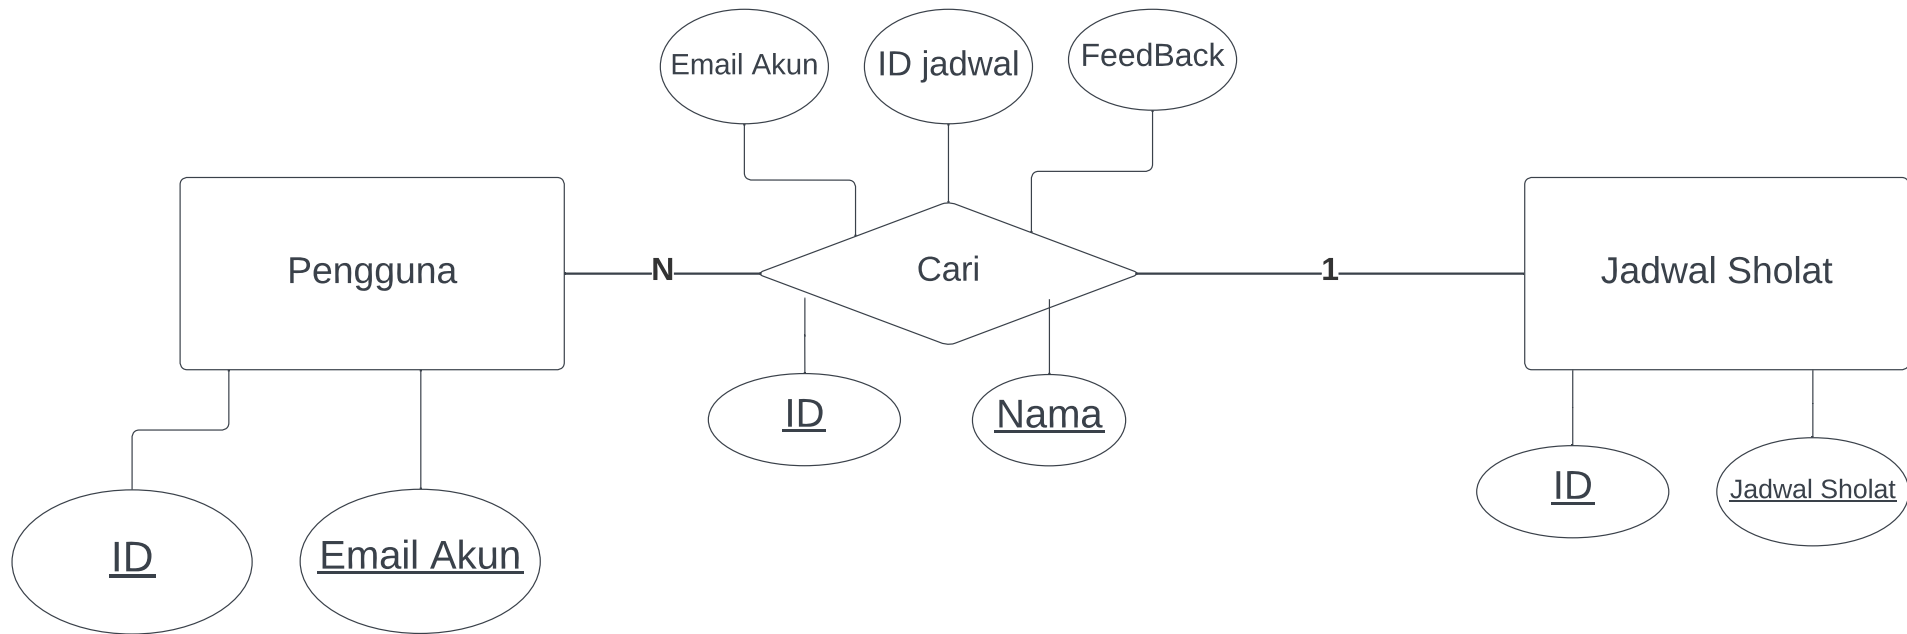 Email Akun
ID jadwal
FeedBack
Pengguna
N
Cari
1
Jadwal Sholat
ID
Nama
ID
Jadwal Sholat
ID
Email Akun